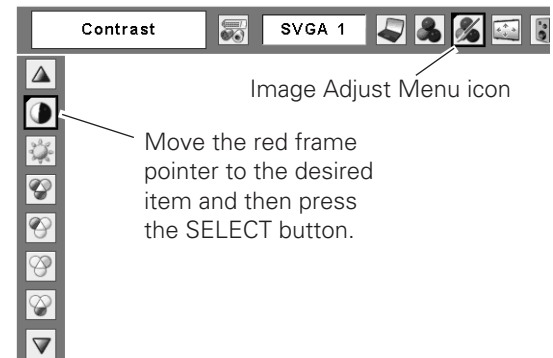 Contrast
SVGA 1
Image Adjust Menu icon
Move the red frame
pointer to the desired
item and then press
the SELECT button.